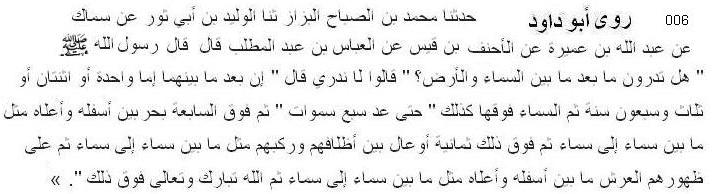 006 روى أبو داود حدثنا محمد بن الصباح البزاز ثنا الوليد بن أبي ثور عن سماك
عن عبد الله بن عميرة عن الأحنف بن قيس عن العباس بن عبد المطلب قال قال رسول الله ﷺ
" هل تدرون ما بعد ما بين السماء والأرض؟ " قالوا لا ندري قال " إن بعد ما بينهما إما واحدة أو اثنتان أو
ثلاث وسبعون سنة ثم السماء فوقها كذلك " حتى عد سبع سموات " ثم فوق السابعة بحر بين أسفله وأعلاه مثل
ما بين سماء إلى سماء ثم فوق ذلك ثمانية أوعال بين أظلافهم وركبهم مثل ما بين سماء إلى سماء ثم على
ظهورهم العرش ما بين أسفله وأعلاه مثل ما بين سماء إلى سماء ثم الله تبارك وتعالى فوق ذلك ". »